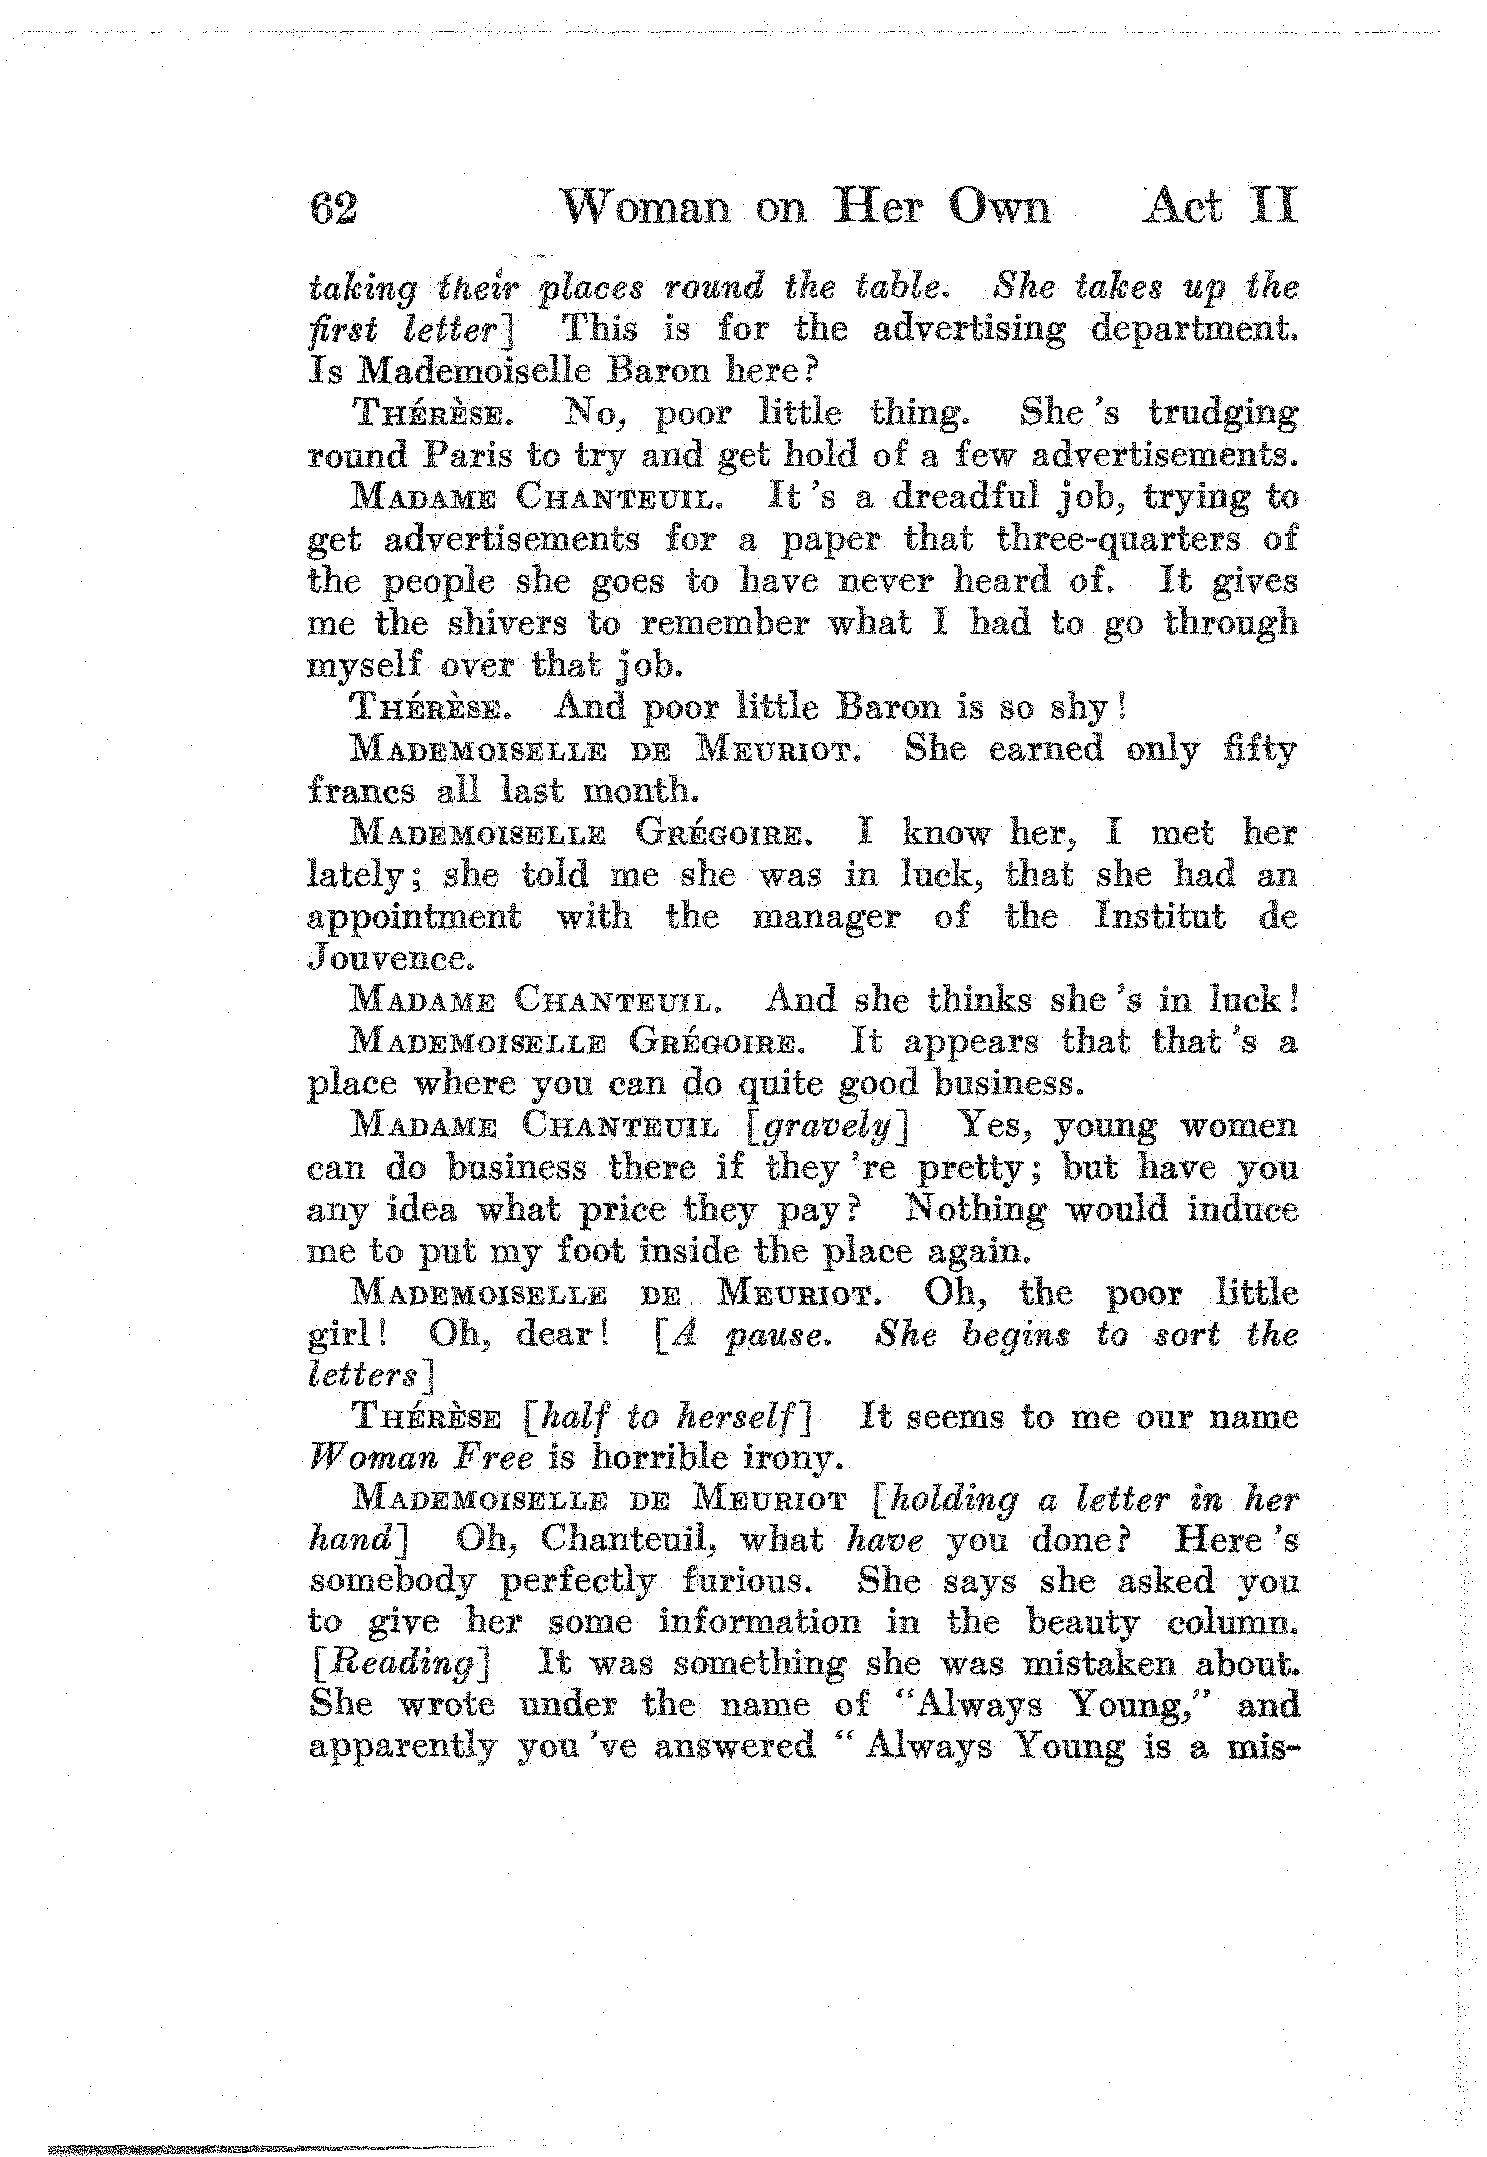 62 Woman on Her Own Act II
taking their places round the table. She takes up the
first letter] This is for the advertising department.
Is Mademoiselle Baron here?
THÉRÈSE. No, poor little thing. She 's trudging
round Paris to try and get hold of a few advertisements.
MADAME CHANTEUIL. It 's a dreadful job, trying to
get advertisements for a paper that three-quarters of
the people she goes to have never heard of. It gives
me the shivers to remember what I had to go through
myself over that job.
THÉRÈSE. And poor little Baron is so shy!
MADEMOISELLE DE MEURIOT. She earned only fifty
francs all last month.
MADEMOISELLE GRÉGOIRE. I know her, I met her
lately; she told me she was in luck, that she had an
appointment with the manager of the Institut de
Jouvence.
MADAME CHANTEUIL. And she thinks she 's in luck!
MADEMOISELLE GRÉGOIRE. It appears that that 's a
place where you can do quite good business.
MADAME CHANTEUIL [gravely] Yes, young women
can do business there if they 're pretty; but have you
any idea what price they pay? Nothing would induce
me to put my foot inside the place again.
MADEMOISELLE DE MEURIOT. Oh, the poor little
girl! Oh, dear! [A pause. She begins to sort the
letters]
THÉRÈSE [half to herself] It seems to me our name
Woman Free is horrible irony.
MADEMOISELLE DE MEURIOT [holding a letter in her
hand] Oh, Chanteuil, what have you done? Here 's
somebody perfectly furious. She says she asked you
to give her some information in the beauty column.
[Reading] It was something she was mistaken about.
She wrote under the name of "Always Young," and
apparently you 've answered " Always Young is a mis-